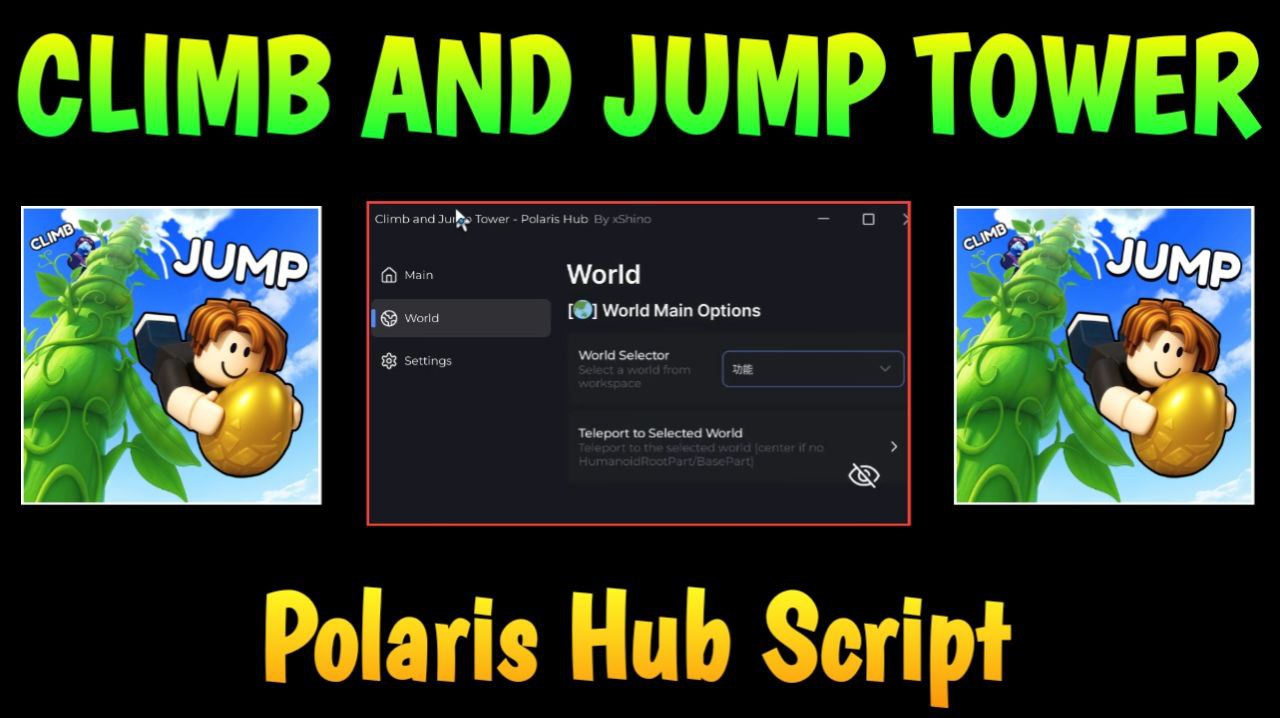 CLIMB AND JUMP TOWER
CLIMB
JUMP
Climb and Jump Tower - Polaris Hub By xShino
Main
World
Settings
World
[🌏] World Main Options
World Selector
Select a world from
workspace
功能
Teleport to Selected World
Teleport to the selected world (center if no
HumanoidRootPart/BasePart)
CLIMB
JUMP
Polaris Hub Script